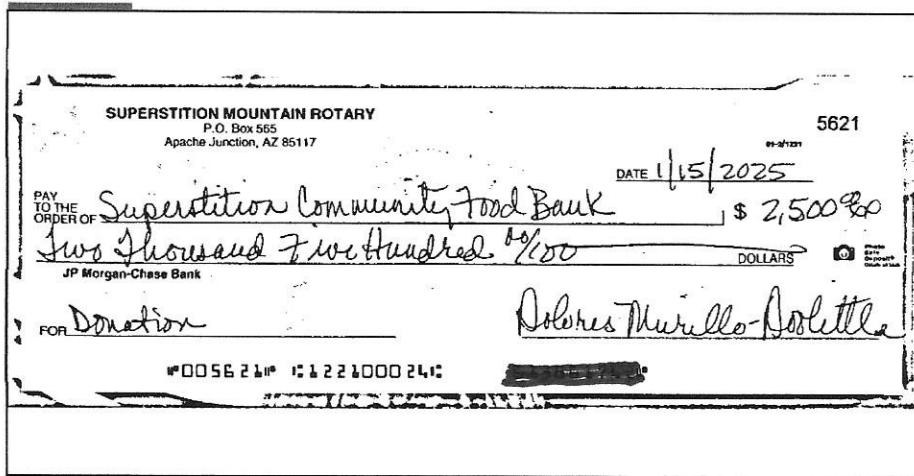 SUPERSTITION MOUNTAIN ROTARY
P.O. Box 565
Apache Junction, AZ 85117
5621
DATE 1/15/2025
PAY TO THE ORDER OF Superstition Community Food Bank $ 2,500 00/00
Two Thousand Five Hundred 00/100 DOLLARS
JP Morgan-Chase Bank
FOR Donation Dolores Murillo-Doolittle
⑈005621⑈ ⑆122100024⑆